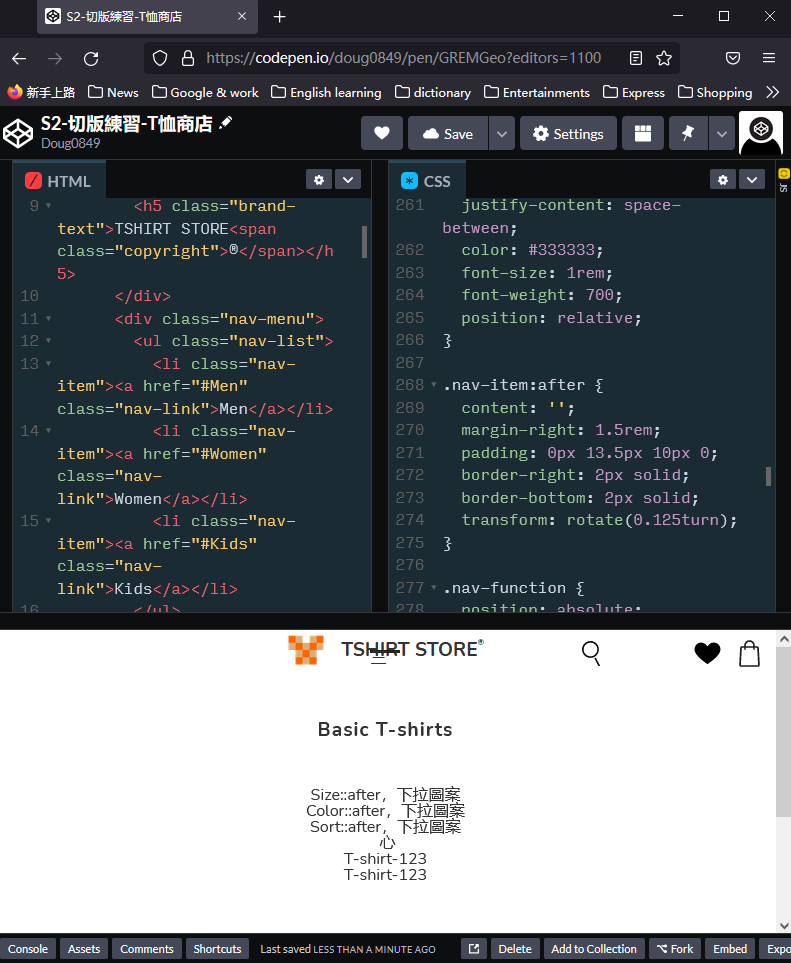 S2-切版練習-T恤商店
https://codepen.io/doug0849/pen/GREMGeo?editors=1100
新手上路 News Google & work English learning dictionary Entertainments Express Shopping
S2-切版練習-T恤商店
Doug0849
Save Settings
HTML
9 <h5 class="brand-
text">TSHIRT STORE<span
class="copyright">®</span></h
5>
10 </div>
11 <div class="nav-menu">
12 <ul class="nav-list">
13 <li class="nav-
item"><a href="#Men"
class="nav-link">Men</a></li>
14 <li class="nav-
item"><a href="#Women"
class="nav-
link">Women</a></li>
15 <li class="nav-
item"><a href="#Kids"
class="nav-
link">Kids</a></li>
16 </ul>
CSS
261 justify-content: space-
between;
262 color: #333333;
263 font-size: 1rem;
264 font-weight: 700;
265 position: relative;
266 }
267
268 .nav-item:after {
269 content: '';
270 margin-right: 1.5rem;
271 padding: 0px 13.5px 10px 0;
272 border-right: 2px solid;
273 border-bottom: 2px solid;
274 transform: rotate(0.125turn);
275 }
276
277 .nav-function {
278 position: absolute;
JS
TSHIRT STORE®
Basic T-shirts
Size::after，下拉圖案
Color::after，下拉圖案
Sort::after，下拉圖案
心
T-shirt-123
T-shirt-123
Console Assets Comments Shortcuts Last saved LESS THAN A MINUTE AGO Delete Add to Collection Fork Embed Expo